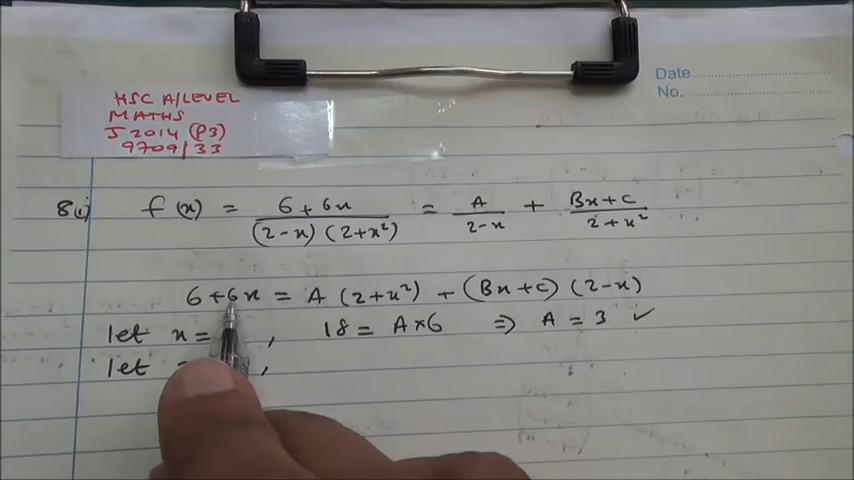 HSC A/LEVEL
MATHS
J 2014 (P3)
9709/33
Date
No.
8(i) f(x) = 6+6x / (2-x)(2+x²) = A / 2-x + Bx+C / 2+x²
6+6x = A(2+x²) + (Bx+C)(2-x)
let x= , 18 = A×6 ⇒ A = 3 ✓
let ,